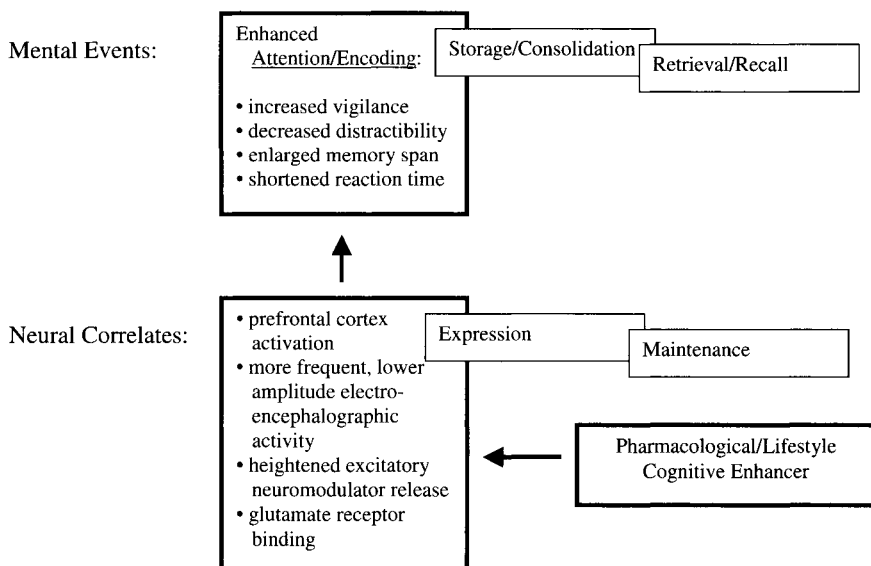 Mental Events:
Enhanced
Attention/Encoding:
• increased vigilance
• decreased distractibility
• enlarged memory span
• shortened reaction time
Storage/Consolidation
Retrieval/Recall
Neural Correlates:
• prefrontal cortex
activation
• more frequent, lower
amplitude electro-
encephalographic
activity
• heightened excitatory
neuromodulator release
• glutamate receptor
binding
Expression
Maintenance
Pharmacological/Lifestyle
Cognitive Enhancer